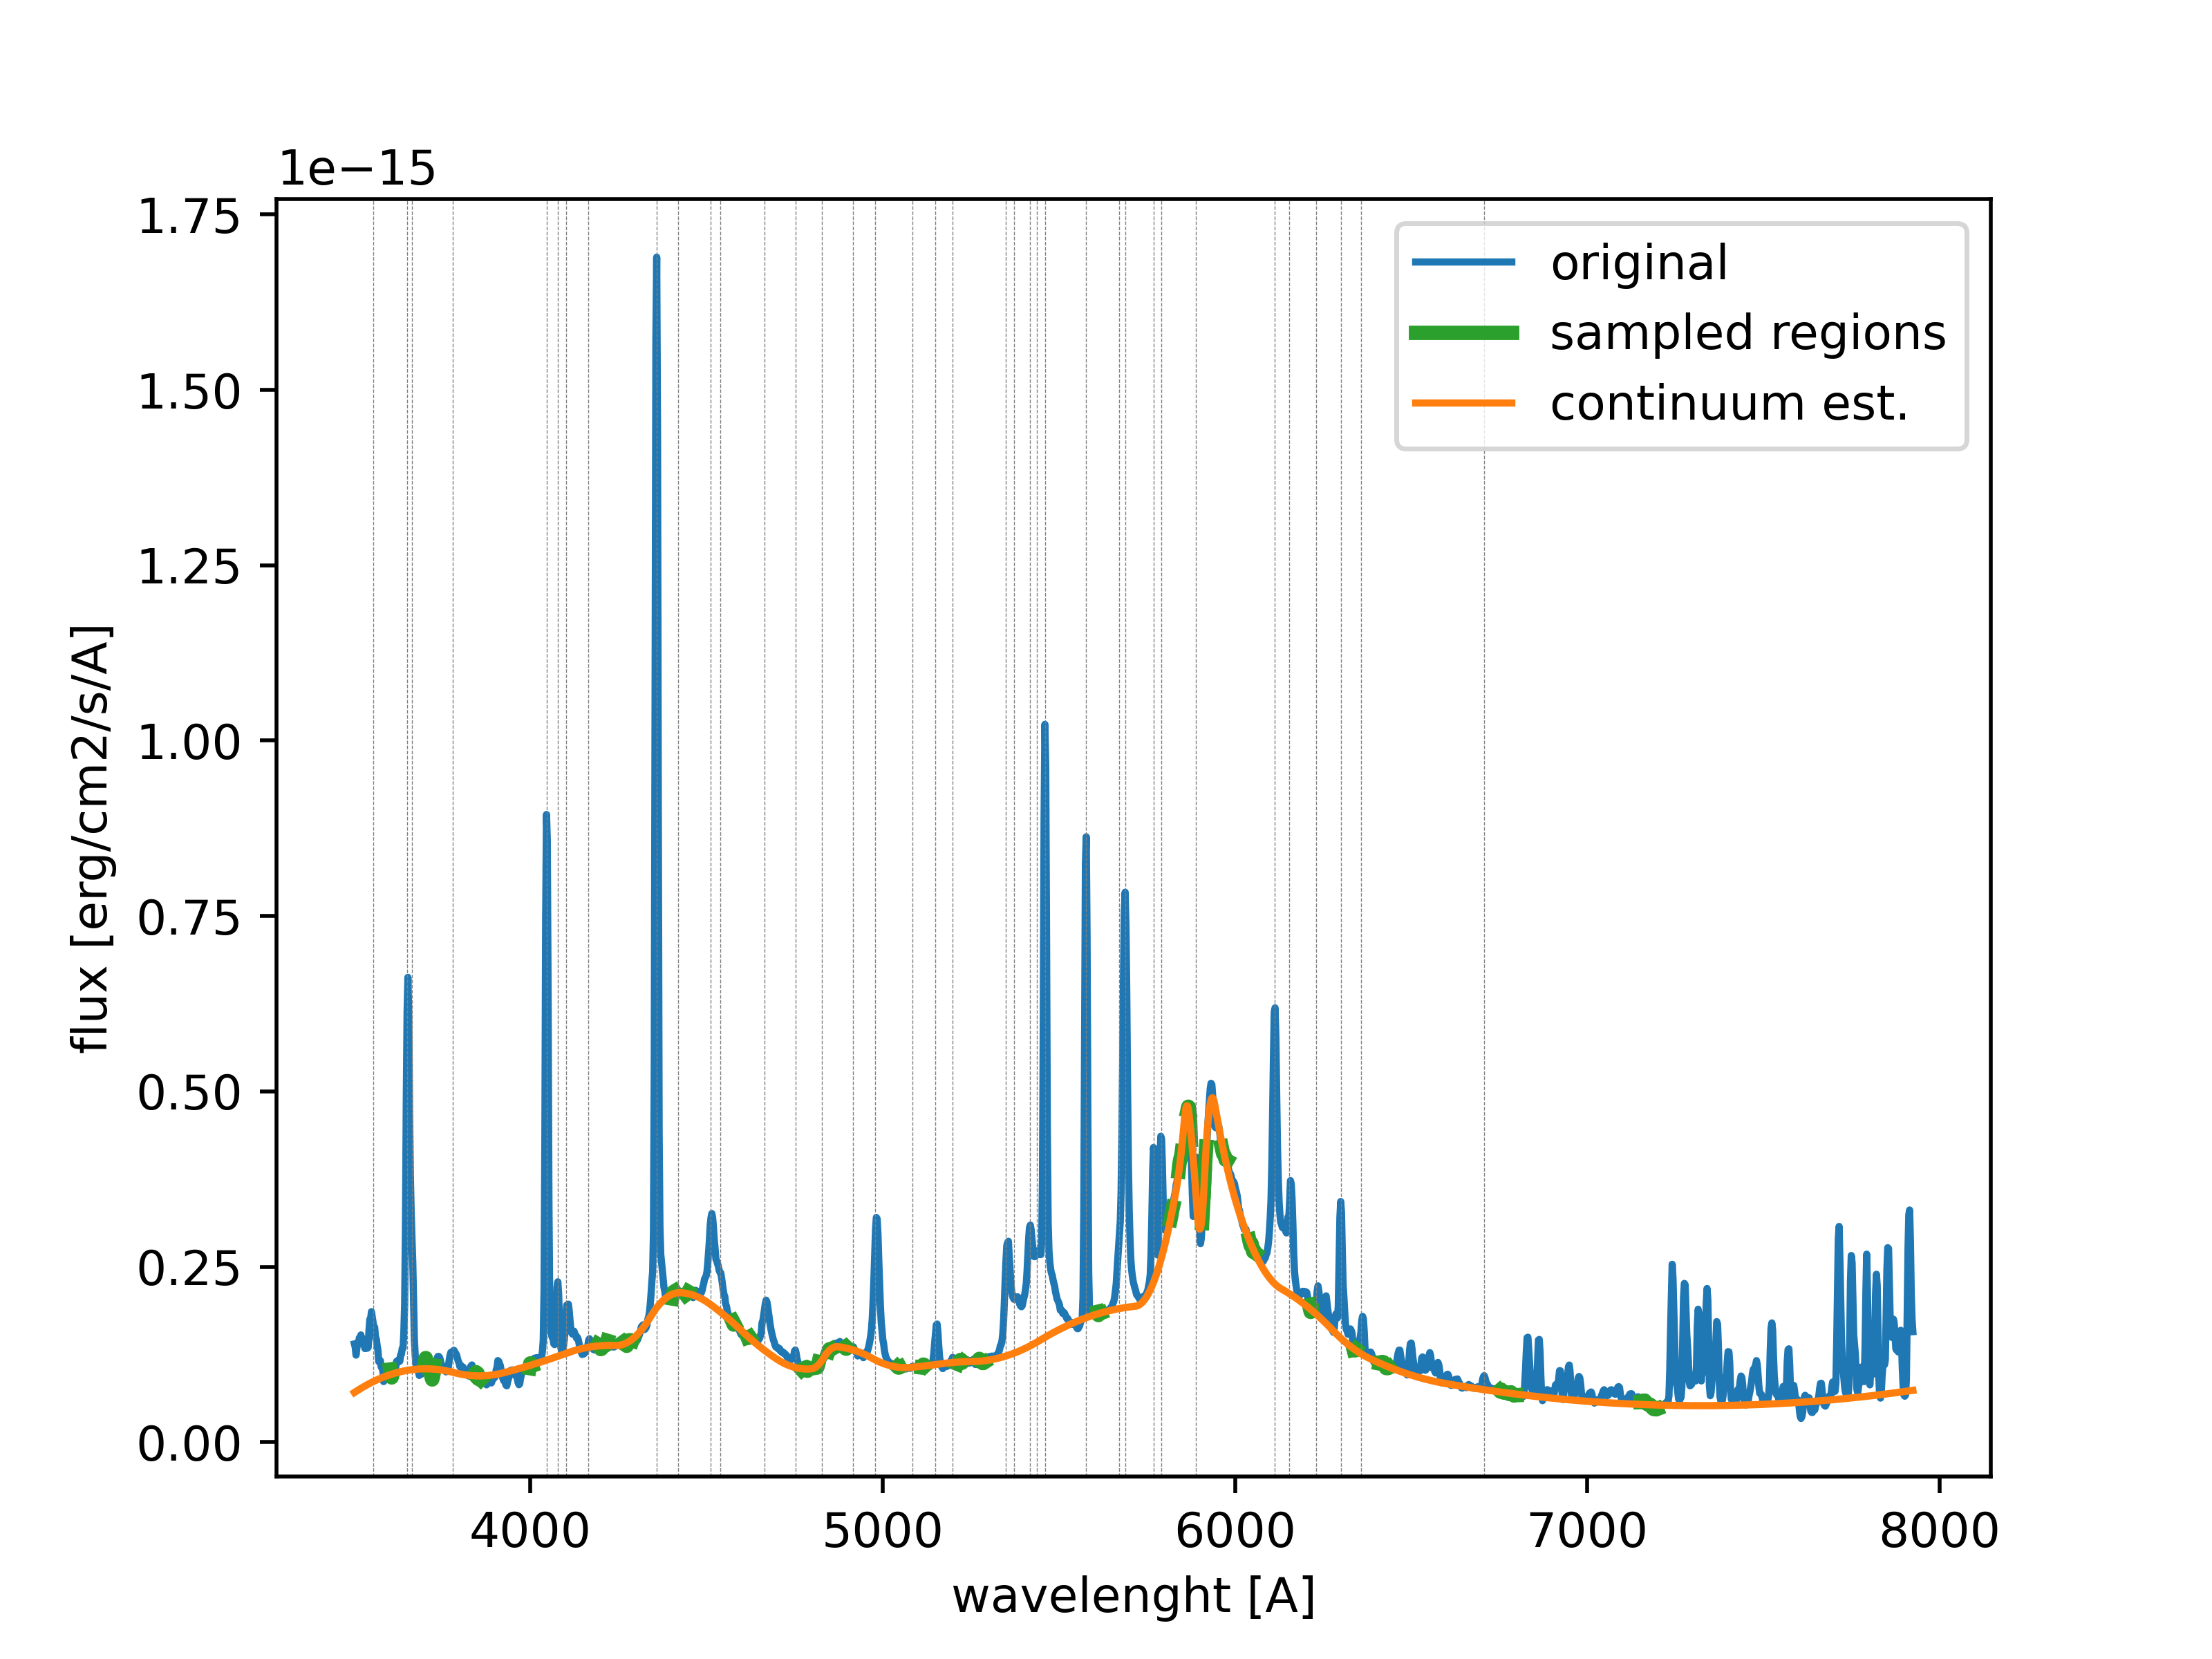 1e−15
1.75
1.50
1.25
1.00
0.75
0.50
0.25
0.00
flux [erg/cm2/s/A]
original
sampled regions
continuum est.
4000 5000 6000 7000 8000
wavelenght [A]